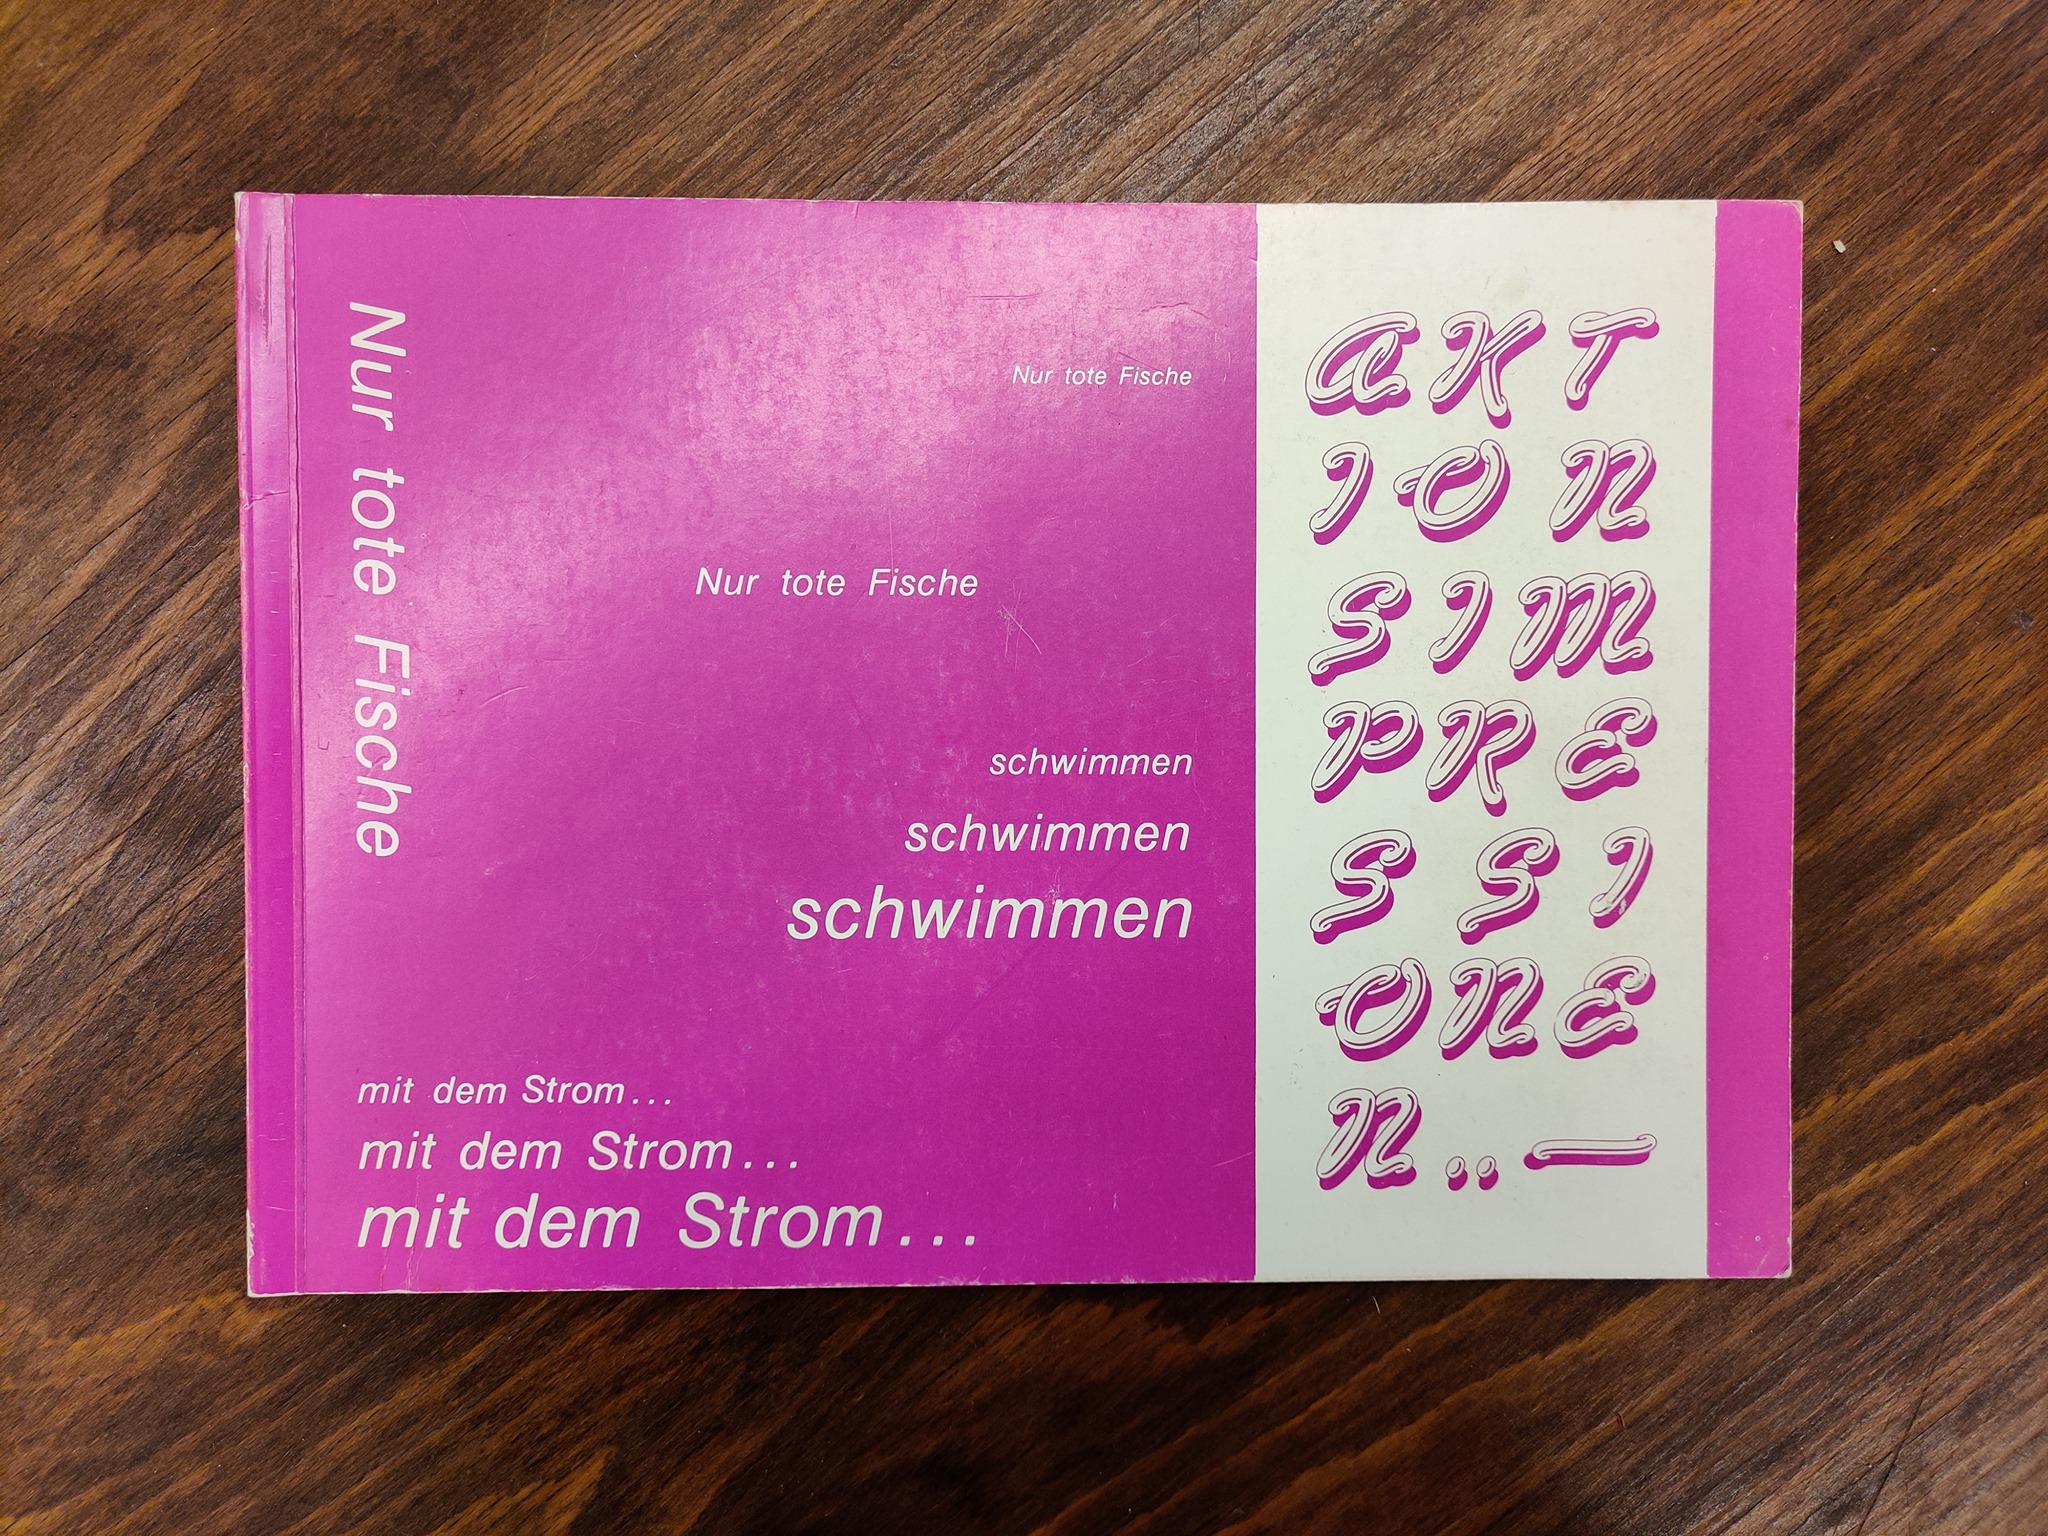 Nur tote Fische
Nur tote Fische
Nur tote Fische
schwimmen
schwimmen
schwimmen
mit dem Strom...
mit dem Strom...
mit dem Strom...
AKT
ION
SIM
PRE
SSI
ONE
N..—